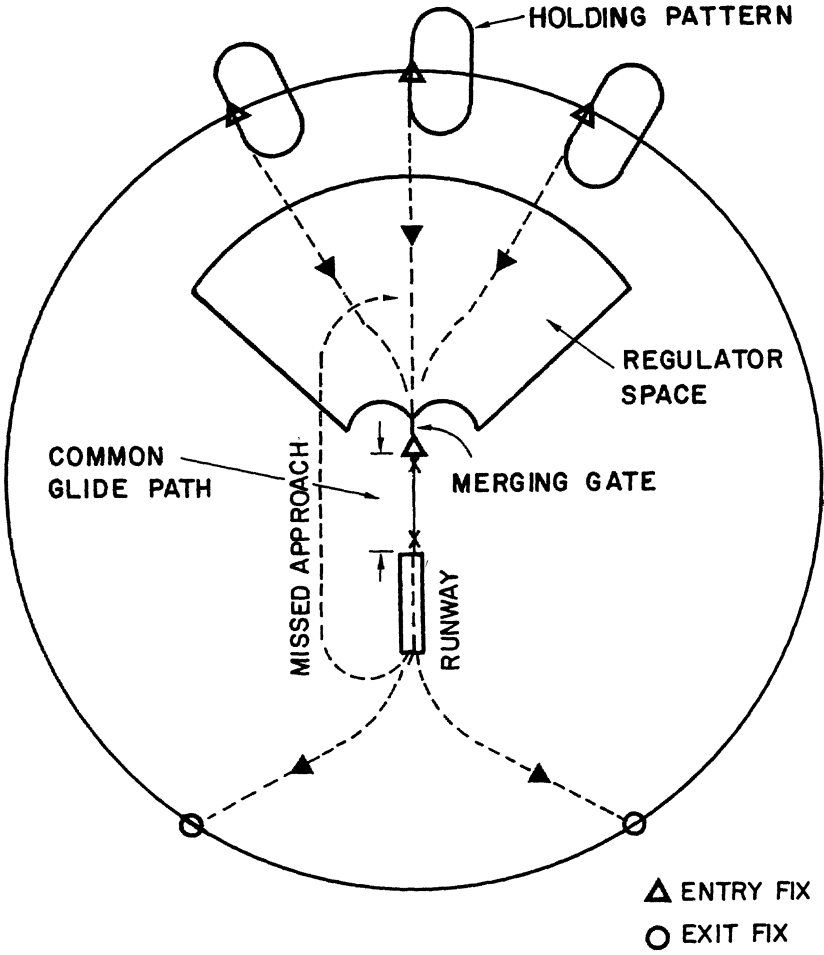 HOLDING PATTERN
REGULATOR
SPACE
COMMON
GLIDE PATH
MERGING GATE
MISSED APPROACH
RUNWAY
ENTRY FIX
EXIT FIX